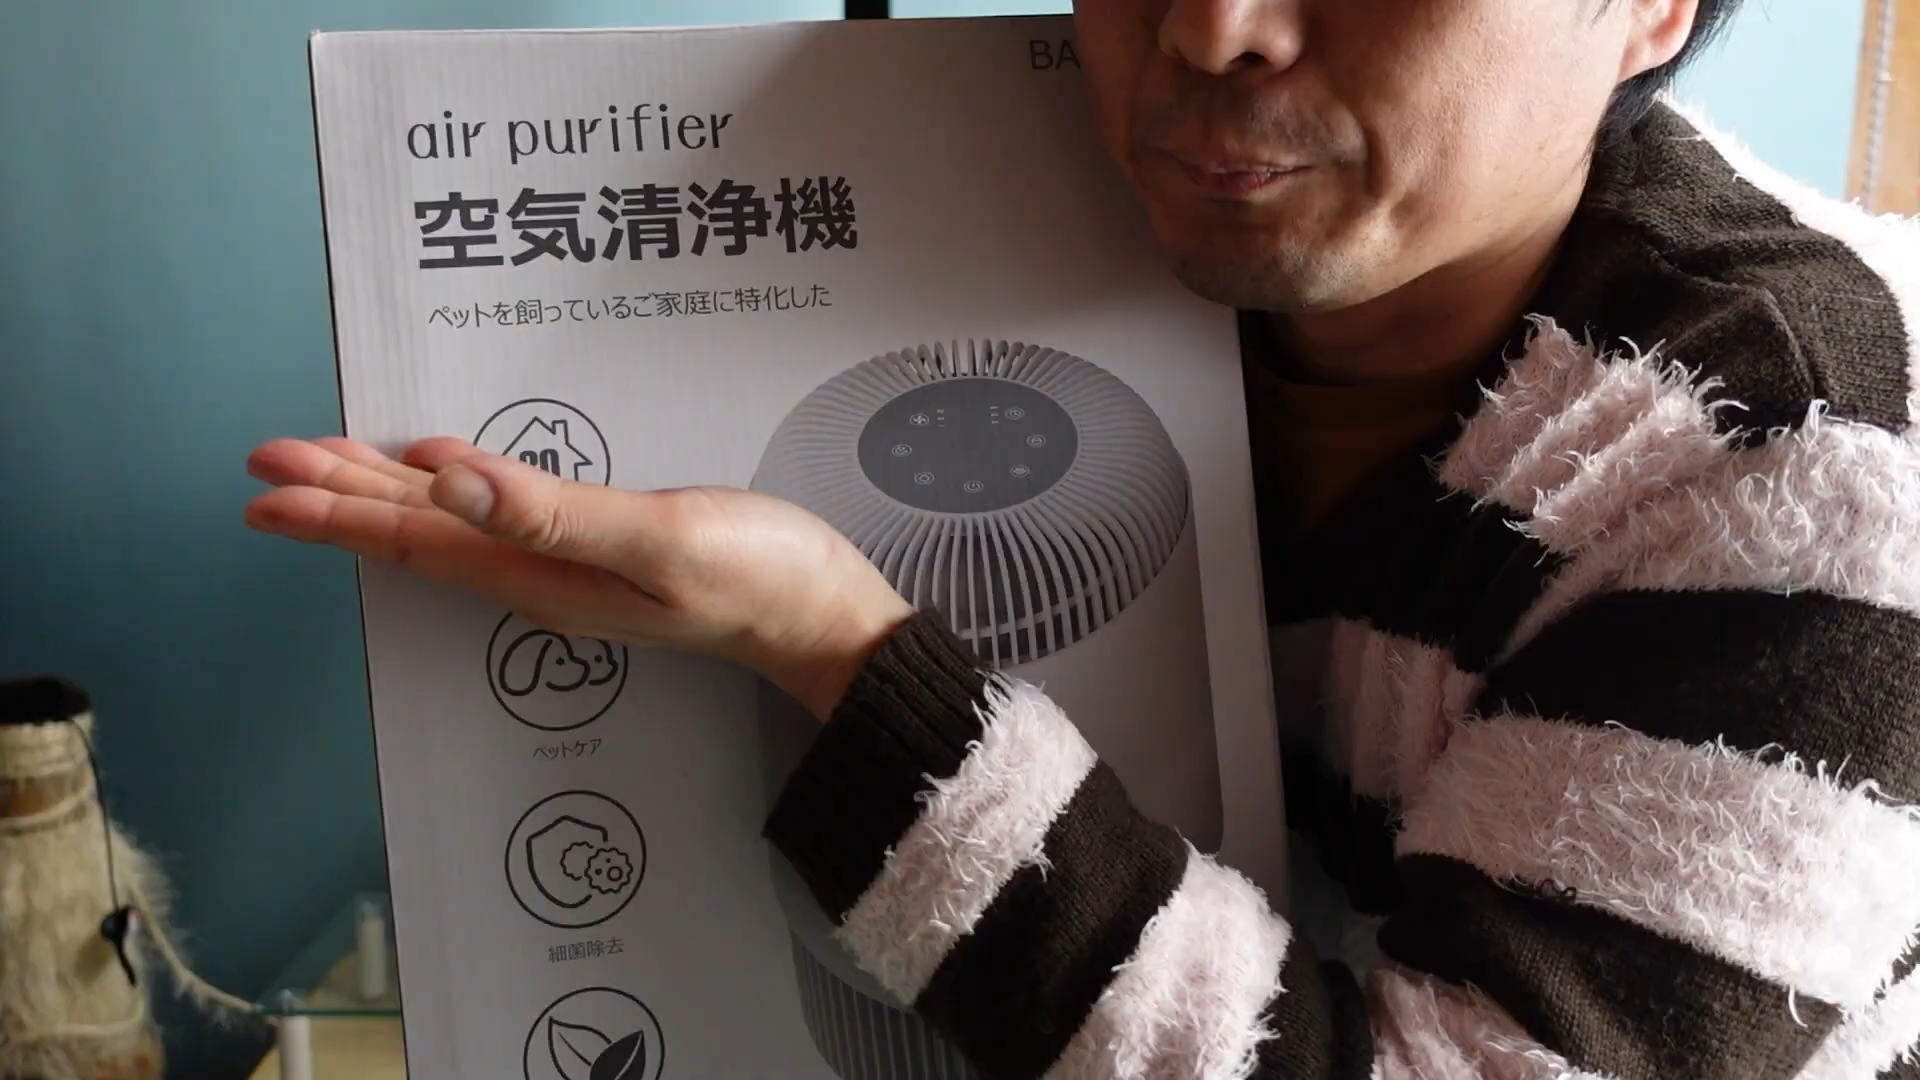 BA
air purifier
空気清浄機
ペットを飼っているご家庭に特化した
ペットケア
細菌除去